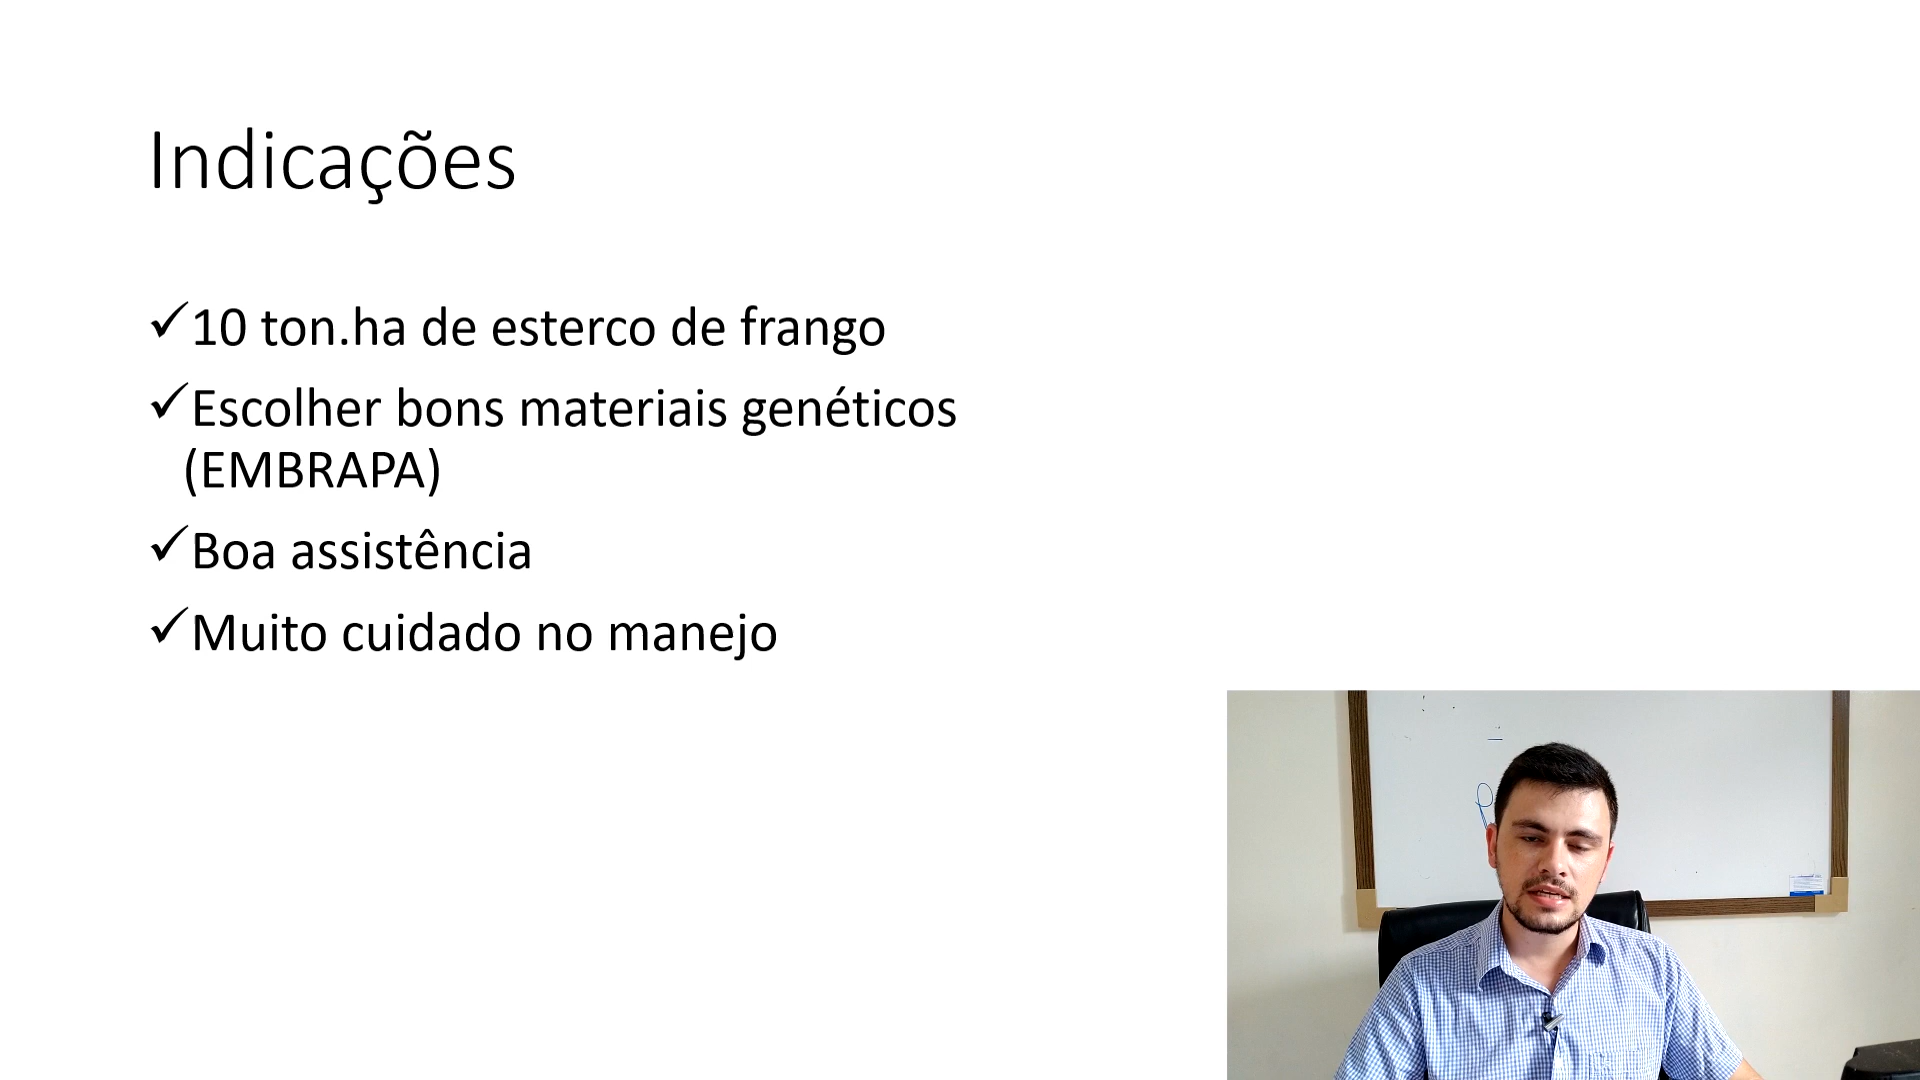 Indicações
✓10 ton.ha de esterco de frango
✓Escolher bons materiais genéticos
(EMBRAPA)
✓Boa assistência
✓Muito cuidado no manejo